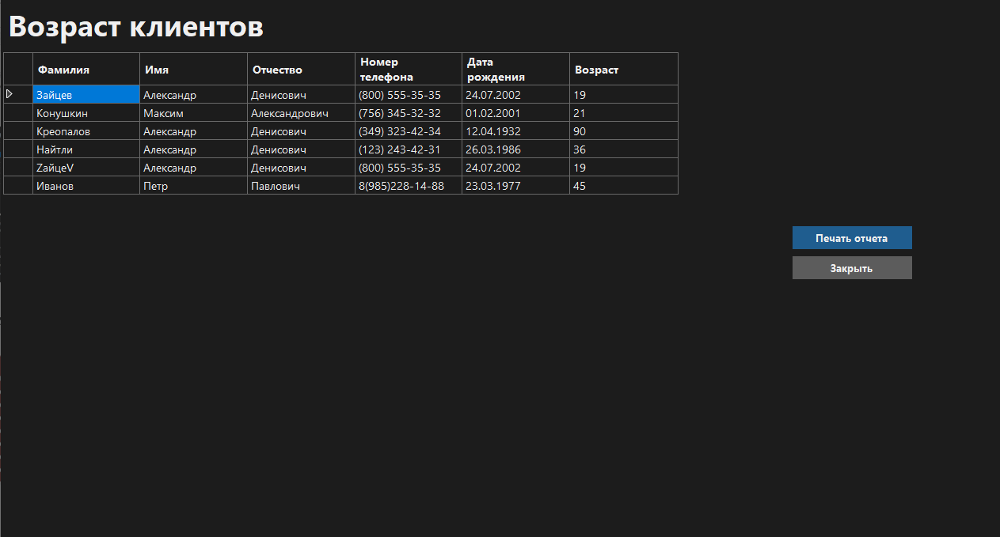 Возраст клиентов
Фамилия Имя Отчество Номер телефона Дата рождения Возраст
Зайцев Александр Денисович (800) 555-35-35 24.07.2002 19
Конушкин Максим Александрович (756) 345-32-32 01.02.2001 21
Креопалов Александр Денисович (349) 323-42-34 12.04.1932 90
Найтли Александр Денисович (123) 243-42-31 26.03.1986 36
ZайцеV Александр Денисович (800) 555-35-35 24.07.2002 19
Иванов Петр Павлович 8(985)228-14-88 23.03.1977 45
Печать отчета
Закрыть